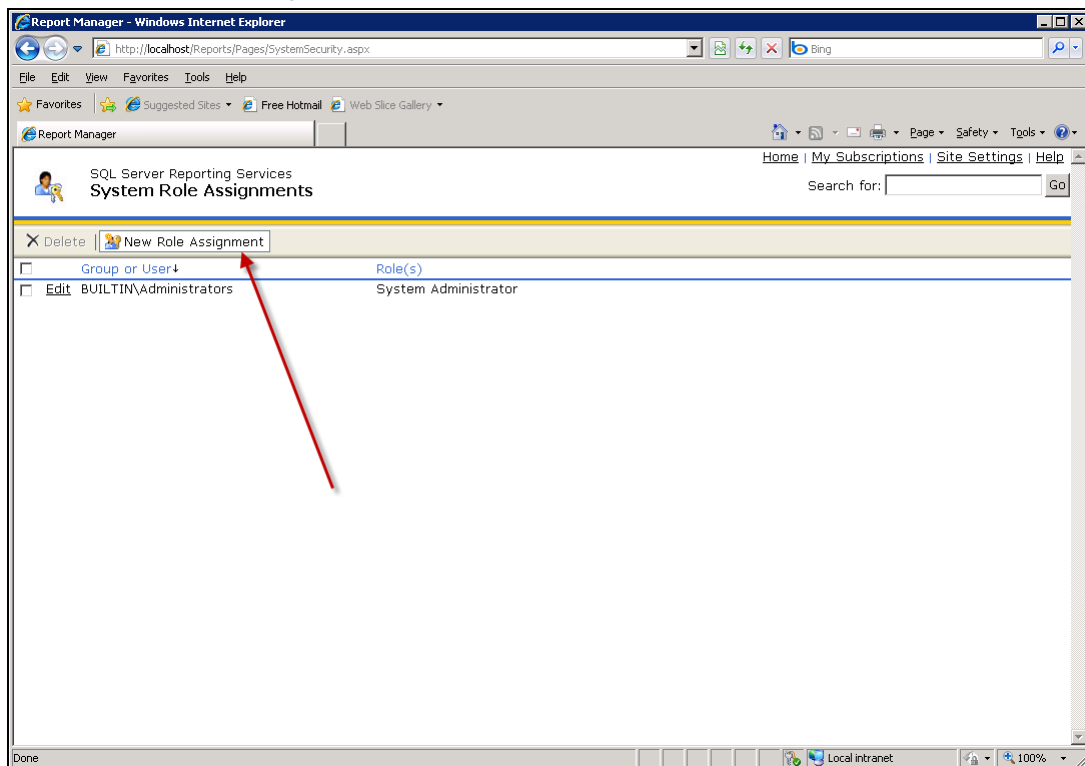 Report Manager - Windows Internet Explorer
http://localhost/Reports/Pages/SystemSecurity.aspx
Bing
File Edit View Favorites Tools Help
Favorites Suggested Sites Free Hotmail Web Slice Gallery
Report Manager
Page Safety Tools
Home | My Subscriptions | Site Settings | Help
SQL Server Reporting Services
System Role Assignments
Search for: Go
Delete | New Role Assignment
Group or User↓ Role(s)
Edit BUILTIN\Administrators System Administrator
Done Local intranet 100%